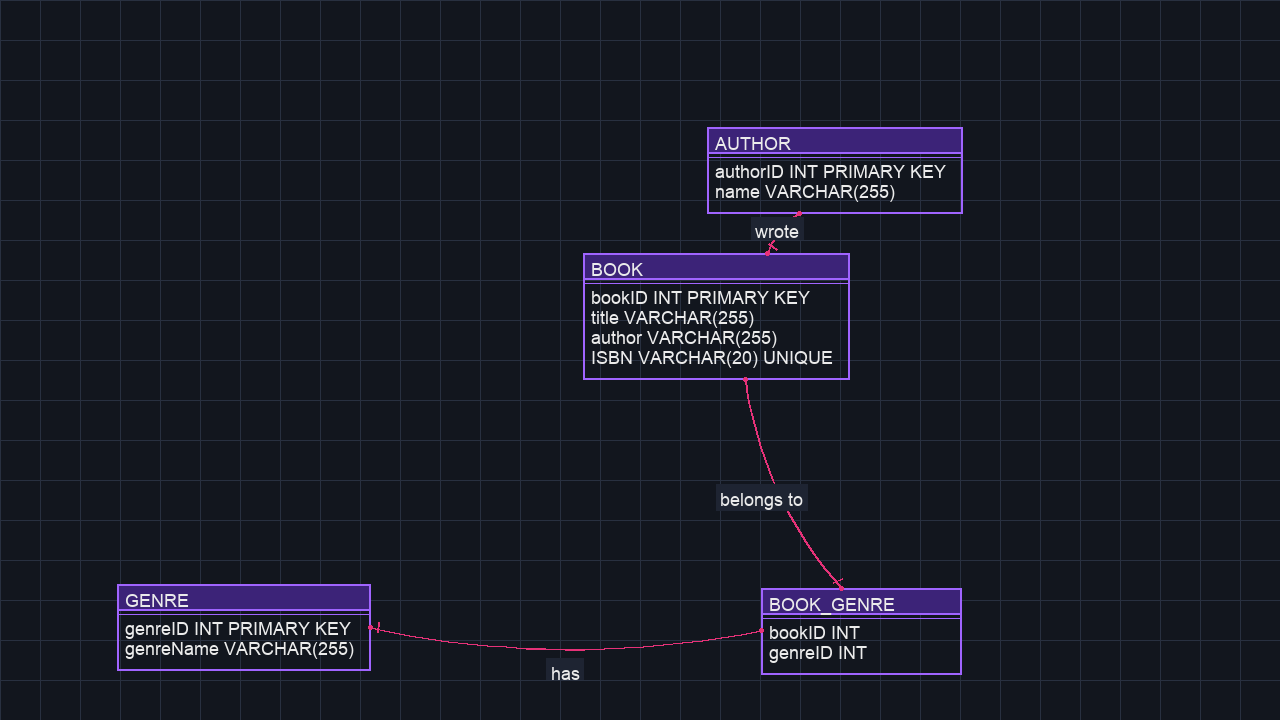 AUTHOR
authorID INT PRIMARY KEY
name VARCHAR(255)
wrote
BOOK
bookID INT PRIMARY KEY
title VARCHAR(255)
author VARCHAR(255)
ISBN VARCHAR(20) UNIQUE
belongs to
GENRE
genreID INT PRIMARY KEY
genreName VARCHAR(255)
BOOK_GENRE
bookID INT
genreID INT
has